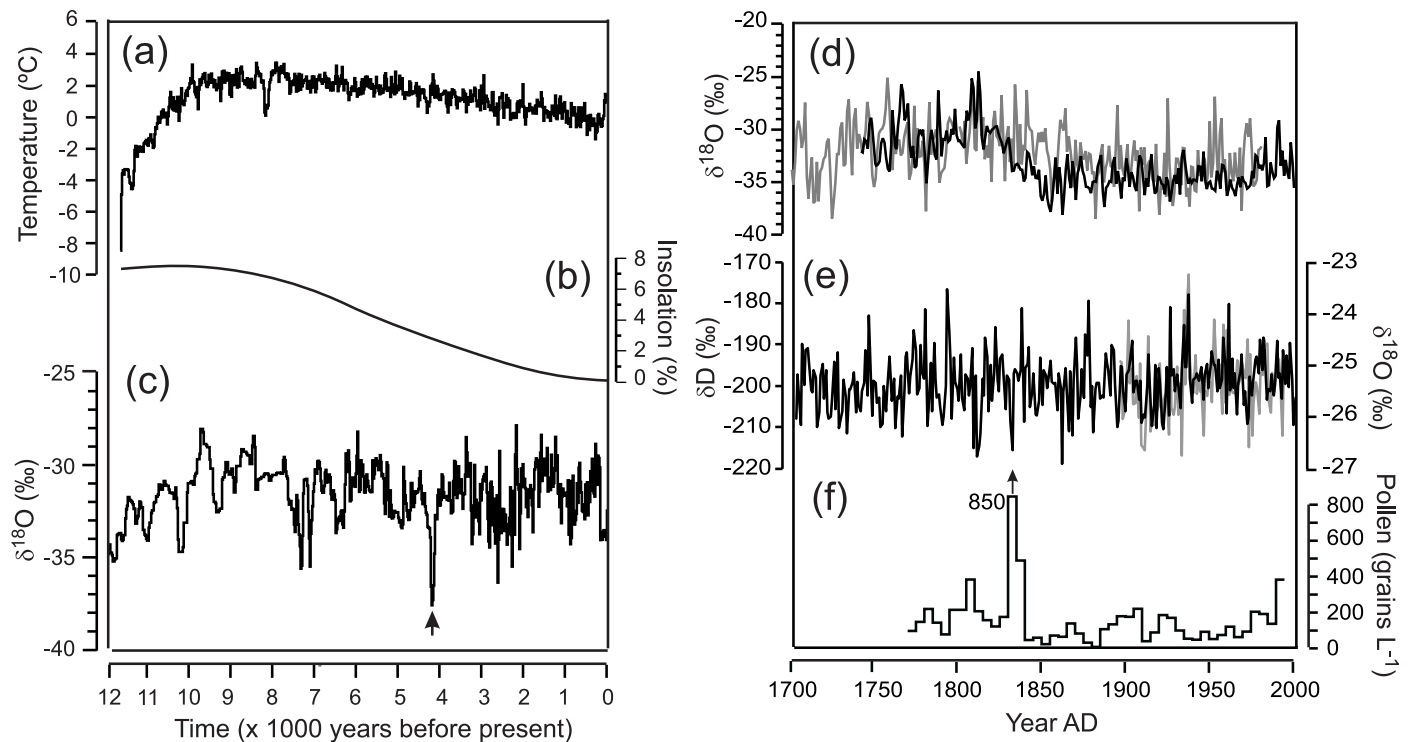 (a)
Temperature (ºC)
6
4
2
0
-2
-4
-6
-8
-10
(b)
Insolation (%)
8
6
4
2
0
(c)
δ18O (‰)
-25
-30
-35
-40
12 11 10 9 8 7 6 5 4 3 2 1 0
Time (x 1000 years before present)
(d)
δ18O (‰)
-20
-25
-30
-35
-40
(e)
δD (‰)
-170
-180
-190
-200
-210
-220
δ18O (‰)
-23
-24
-25
-26
-27
(f)
850
Pollen (grains L-1)
800
600
400
200
0
1700 1750 1800 1850 1900 1950 2000
Year AD